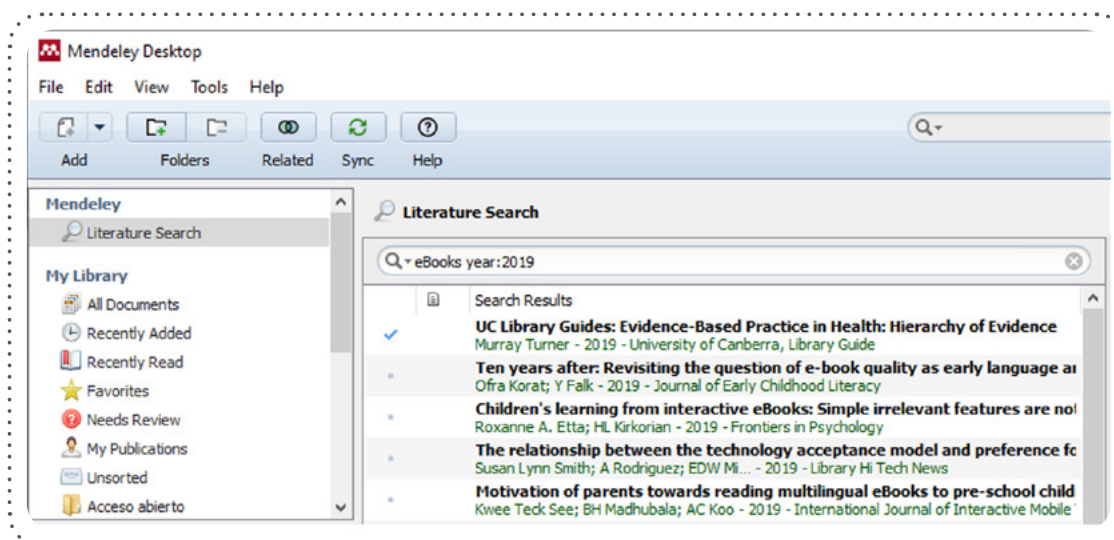 Mendeley Desktop
File Edit View Tools Help
Add Folders Related Sync Help
Mendeley
Literature Search
My Library
All Documents
Recently Added
Recently Read
Favorites
Needs Review
My Publications
Unsorted
Acceso abierto
Literature Search
eBooks year:2019
Search Results
UC Library Guides: Evidence-Based Practice in Health: Hierarchy of Evidence
Murray Turner - 2019 - University of Canberra, Library Guide
Ten years after: Revisiting the question of e-book quality as early language
Ofra Korat; Y Falk - 2019 - Journal of Early Childhood Literacy
Children's learning from interactive eBooks: Simple irrelevant features are not
Roxanne A. Etta; HL Kirkorian - 2019 - Frontiers in Psychology
The relationship between the technology acceptance model and preference
Susan Lynn Smith; A Rodriguez; EDW Mi... - 2019 - Library Hi Tech News
Motivation of parents towards reading multilingual eBooks to pre-school child
Kwee Teck See; BH Madhubala; AC Koo - 2019 - International Journal of Interactive Mobile